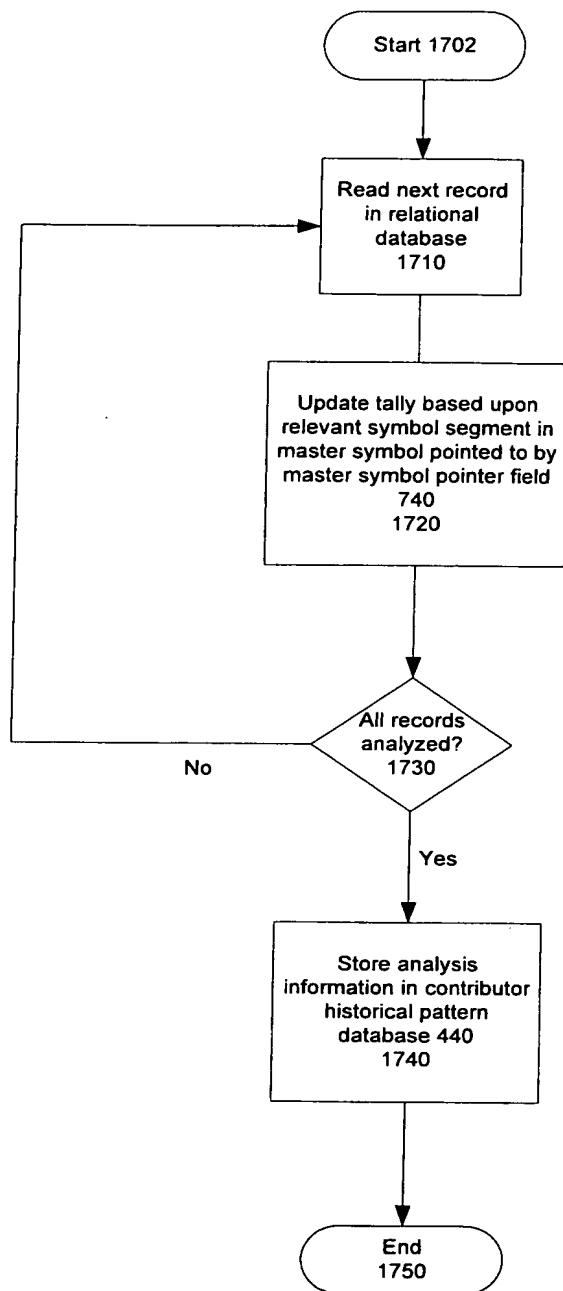 Start 1702
Read next record
in relational
database
1710
Update tally based upon
relevant symbol segment in
master symbol pointed to by
master symbol pointer field
740
1720
All records
analyzed?
1730
No
Yes
Store analysis
information in contributor
historical pattern
database 440
1740
End
1750